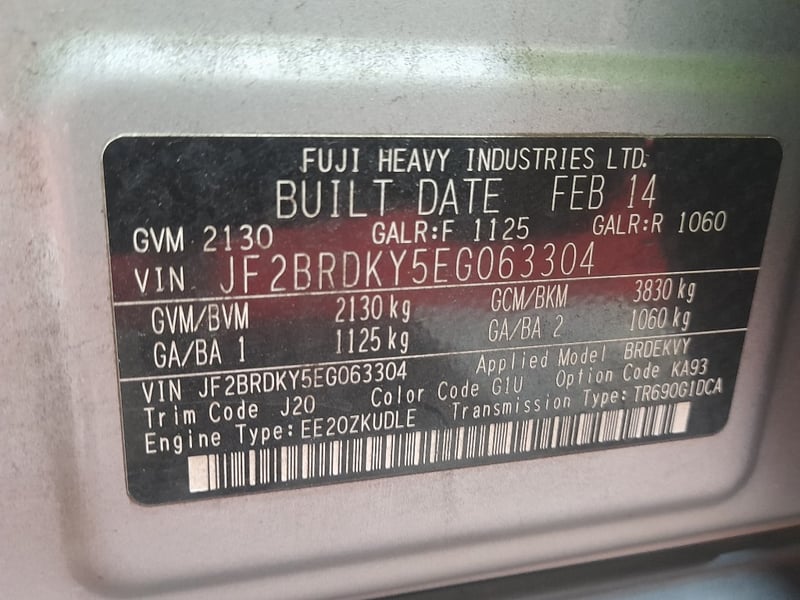 FUJI HEAVY INDUSTRIES LTD.
BUILT DATE FEB 14
GVM 2130 GALR:F 1125 GALR:R 1060
VIN JF2BRDKY5EG063304
GVM/BVM 2130 kg GCM/BKM 3830 kg
GA/BA 1 1125 kg GA/BA 2 1060 kg
VIN JF2BRDKY5EG063304 Applied Model BRDEKVY
Trim Code J20 Color Code G1U Option Code KA93
Engine Type:EE20ZKUDLE Transmission Type:TR690G1DCA